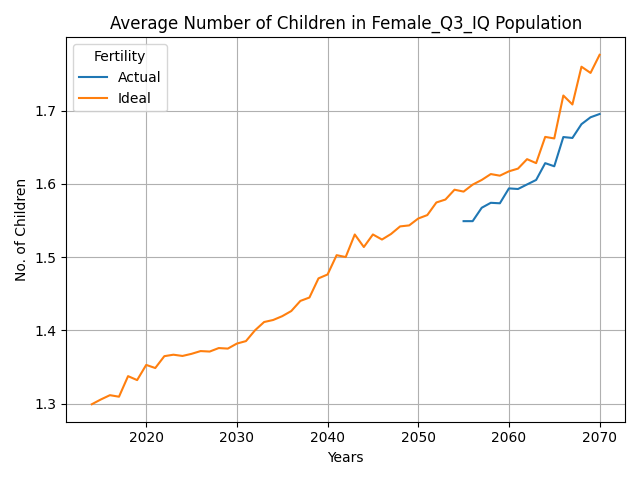 Average Number of Children in Female_Q3_IQ Population
Fertility
Actual
Ideal
No. of Children
1.7
1.6
1.5
1.4
1.3
2020 2030 2040 2050 2060 2070
Years